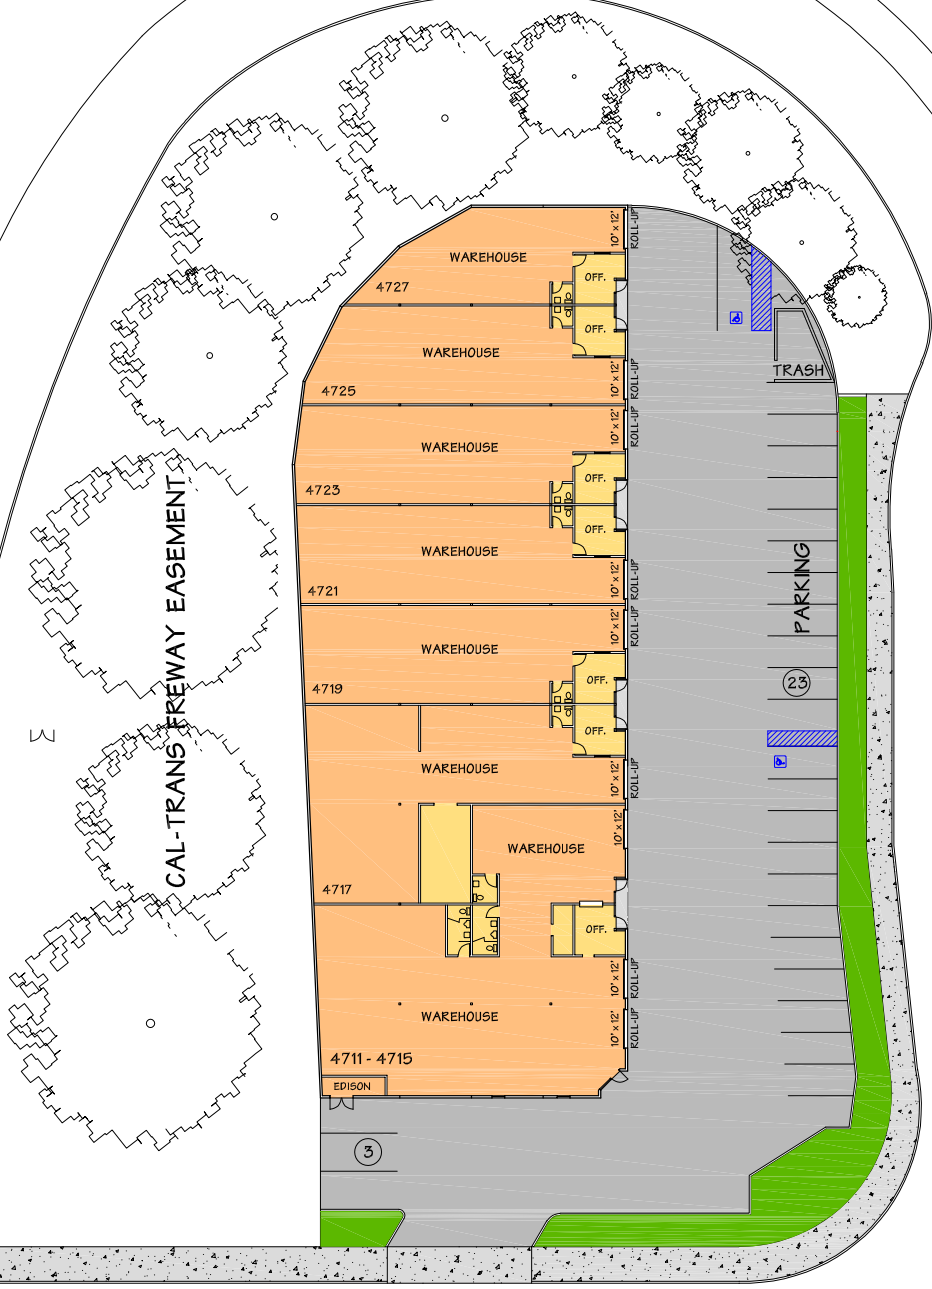 10' x 12'
ROLL-UP
WAREHOUSE
OFF.
4727
OFF.
WAREHOUSE
TRASH
10' x 12'
ROLL-UP
4725
10' x 12'
ROLL-UP
WAREHOUSE
OFF.
4723
CAL-TRANS FREWAY EASEMENT
OFF.
WAREHOUSE
PARKING
10' x 12'
ROLL-UP
4721
10' x 12'
ROLL-UP
WAREHOUSE
OFF.
23
4719
OFF.
WAREHOUSE
10' x 12'
ROLL-UP
10' x 12'
WAREHOUSE
4717
OFF.
10' x 12'
ROLL-UP
WAREHOUSE
10' x 12'
ROLL-UP
4711 - 4715
EDISON
3